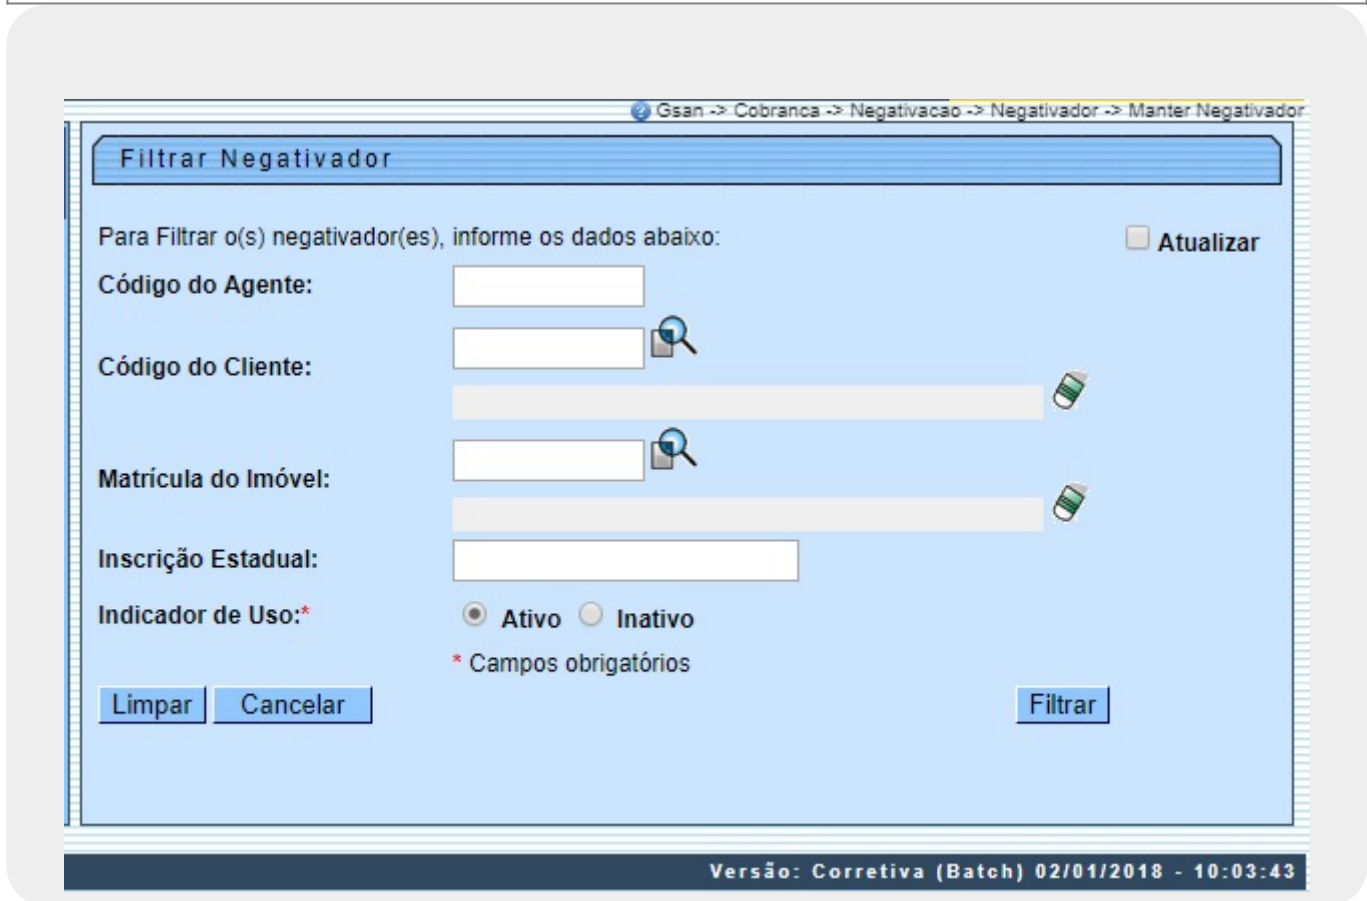 Gsan -> Cobranca -> Negativacao -> Negativador -> Manter Negativador
Filtrar Negativador
Para Filtrar o(s) negativador(es), informe os dados abaixo:
Atualizar
Código do Agente:
Código do Cliente:
Matrícula do Imóvel:
Inscrição Estadual:
Indicador de Uso:* Ativo Inativo
* Campos obrigatórios
Limpar Cancelar Filtrar
Versão: Corretiva (Batch) 02/01/2018 - 10:03:43